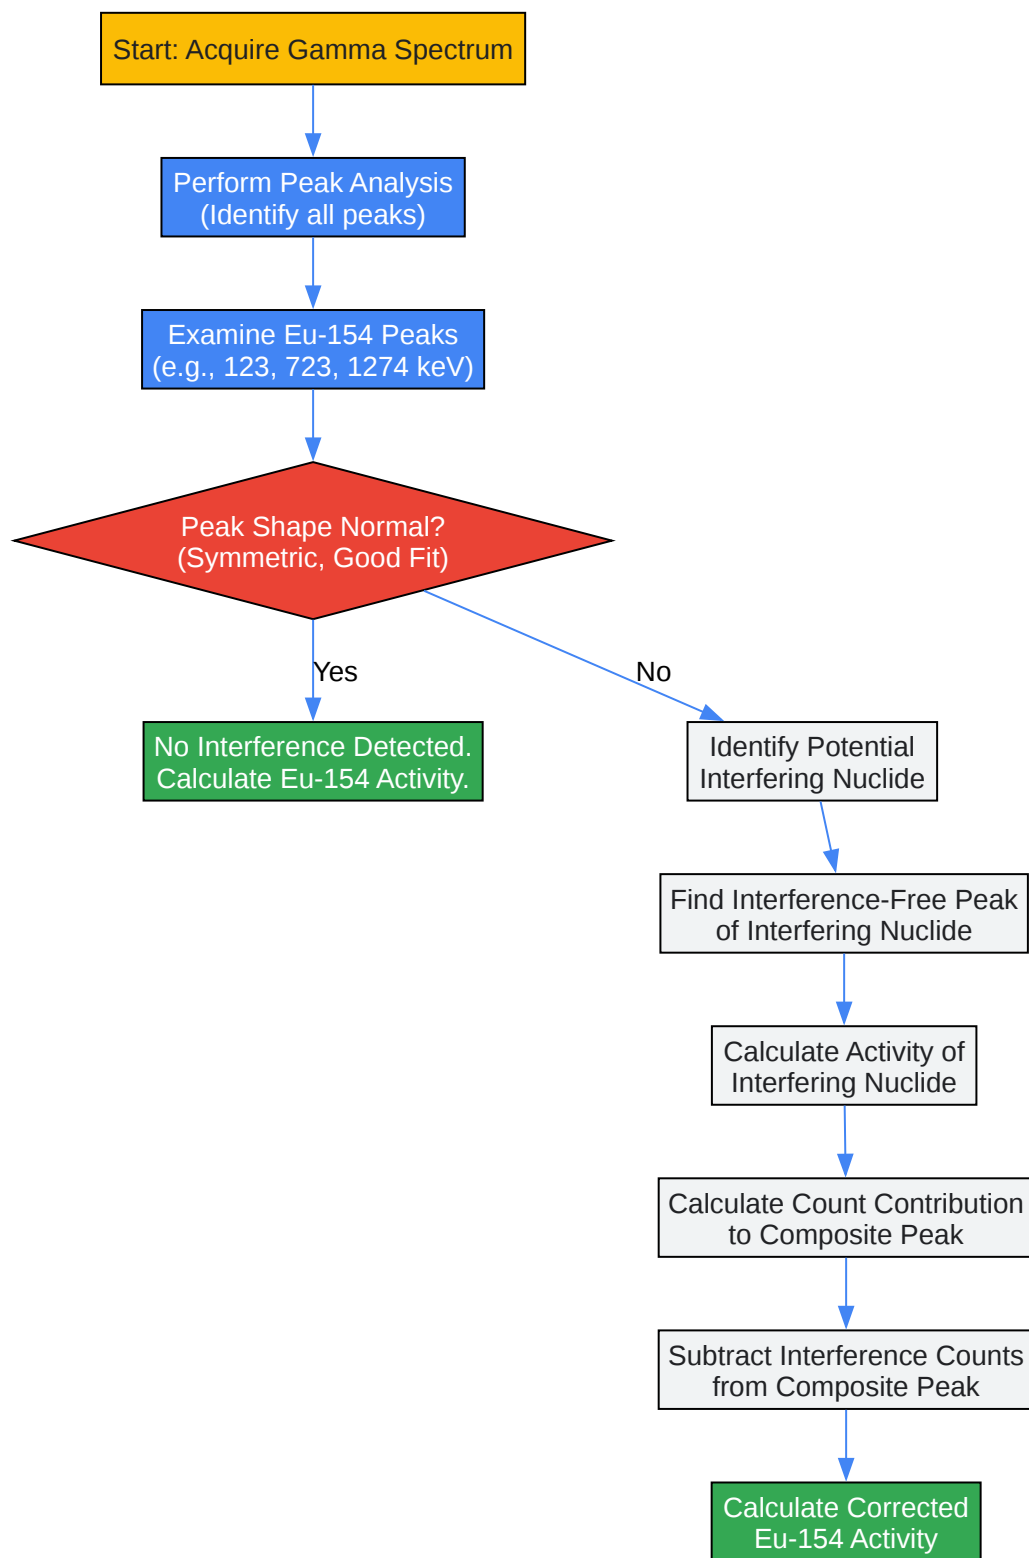 Start: Acquire Gamma Spectrum
Perform Peak Analysis
(Identify all peaks)
Examine Eu-154 Peaks
(e.g., 123, 723, 1274 keV)
Peak Shape Normal?
(Symmetric, Good Fit)
Yes
No
No Interference Detected.
Calculate Eu-154 Activity.
Identify Potential
Interfering Nuclide
Find Interference-Free Peak
of Interfering Nuclide
Calculate Activity of
Interfering Nuclide
Calculate Count Contribution
to Composite Peak
Subtract Interference Counts
from Composite Peak
Calculate Corrected
Eu-154 Activity